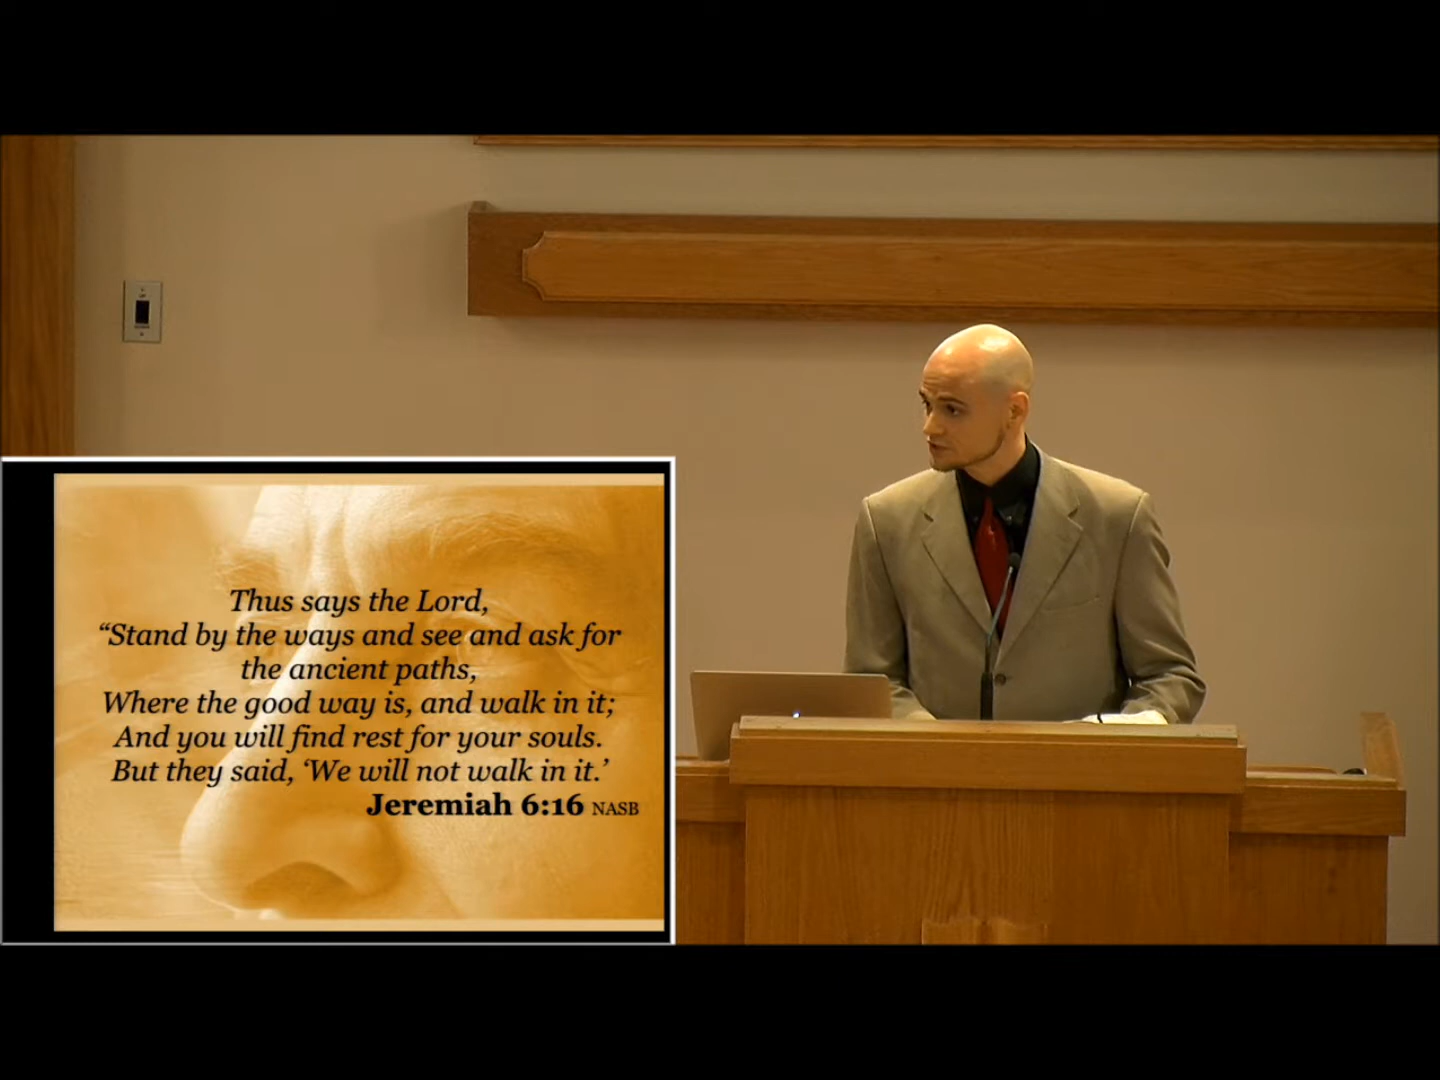 Thus says the Lord,
“Stand by the ways and see and ask for
the ancient paths,
Where the good way is, and walk in it;
And you will find rest for your souls.
But they said, ‘We will not walk in it.’
Jeremiah 6:16 NASB